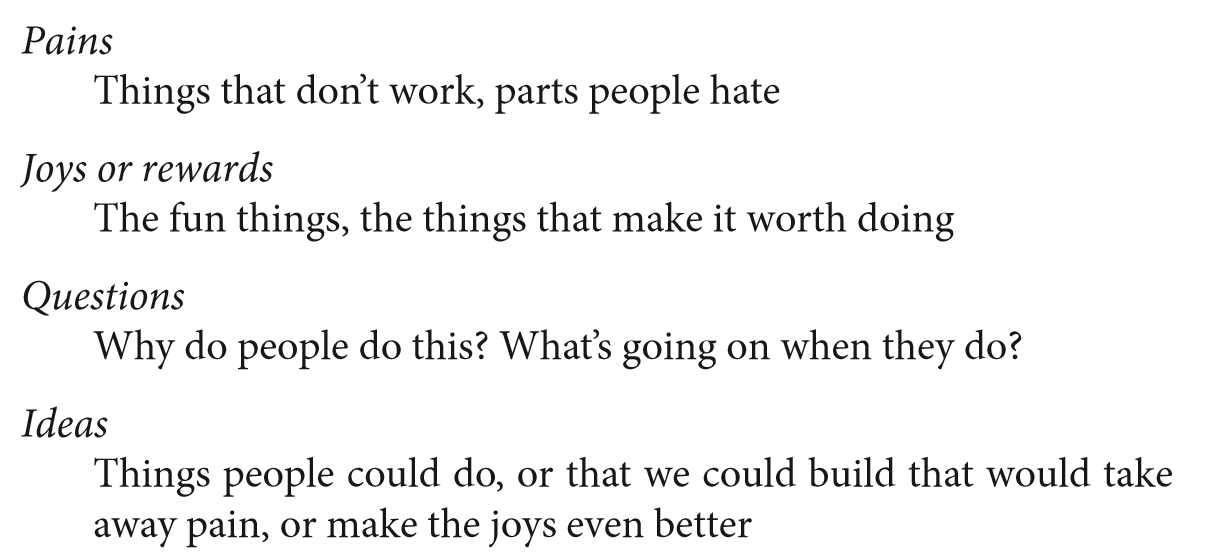 Pains
Things that don’t work, parts people hate
Joys or rewards
The fun things, the things that make it worth doing
Questions
Why do people do this? What’s going on when they do?
Ideas
Things people could do, or that we could build that would take
away pain, or make the joys even better